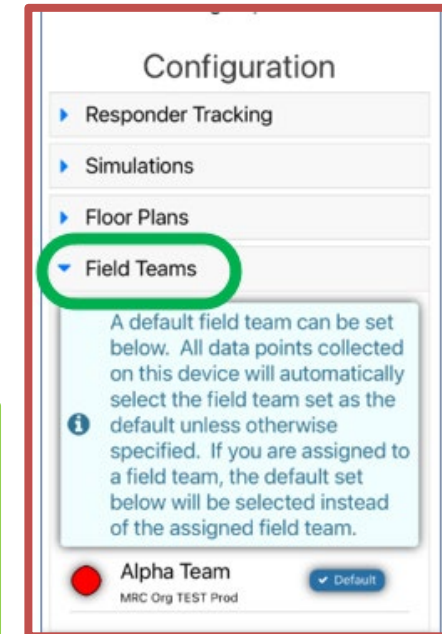 Configuration
Responder Tracking
Simulations
Floor Plans
Field Teams
A default field team can be set
below. All data points collected
on this device will automatically
select the field team set as the
default unless otherwise
specified. If you are assigned to
a field team, the default set
below will be selected instead
of the assigned field team.
Alpha Team
Default
MRC Org TEST Prod